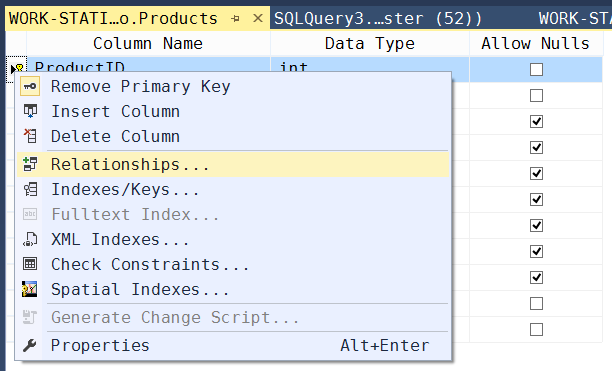 WORK-STATI...o.Products SQLQuery3....ster (52)) WORK-STA
Column Name Data Type Allow Nulls
ProductID int
Remove Primary Key
Insert Column
Delete Column
Relationships...
Indexes/Keys...
Fulltext Index...
XML Indexes...
Check Constraints...
Spatial Indexes...
Generate Change Script...
Properties Alt+Enter